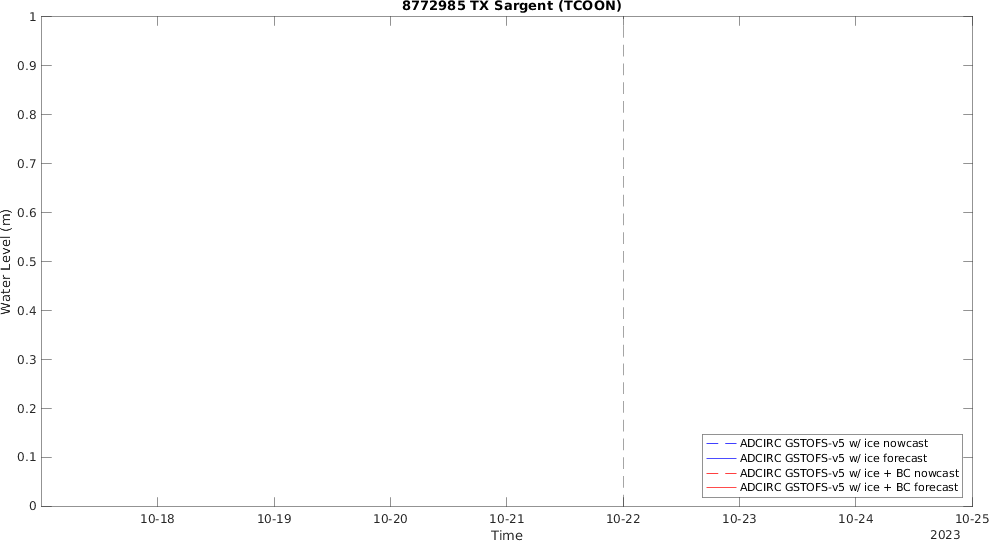 8772985 TX Sargent (TCOON)
1
0.9
0.8
0.7
0.6
0.5
0.4
0.3
0.2
0.1
0
Water Level (m)
ADCIRC GSTOFS-v5 w/ ice nowcast
ADCIRC GSTOFS-v5 w/ ice forecast
ADCIRC GSTOFS-v5 w/ ice + BC nowcast
ADCIRC GSTOFS-v5 w/ ice + BC forecast
10-18 10-19 10-20 10-21 10-22 10-23 10-24 10-25
Time
2023